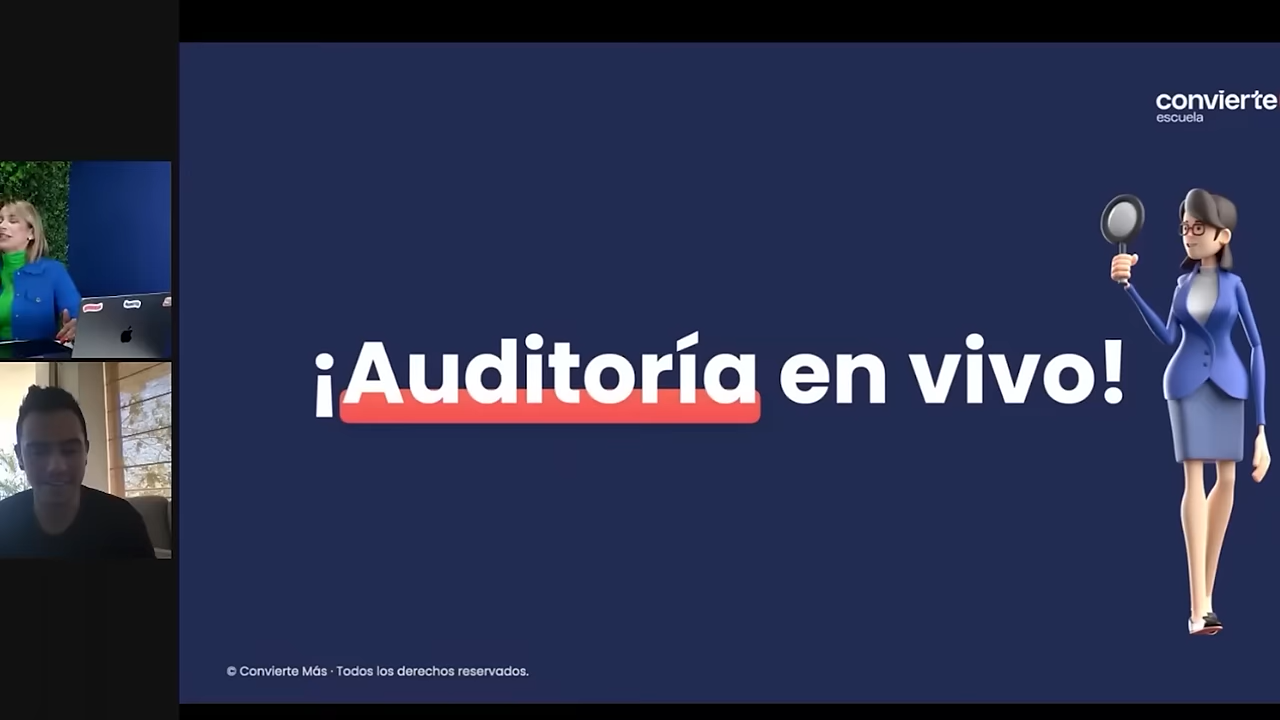 convierte
escuela
¡Auditoría en vivo!
© Convierte Más · Todos los derechos reservados.